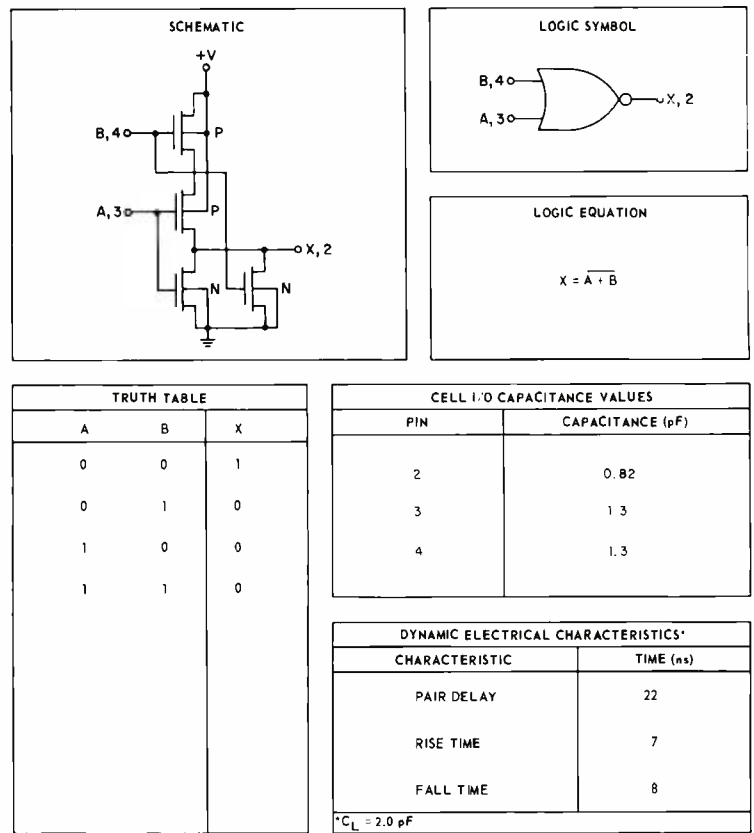 SCHEMATIC
+V
B, 4
P
A, 3
P
X, 2
N
N
LOGIC SYMBOL
B, 4
A, 3
X, 2
LOGIC EQUATION
X = \overline{A + B}
TRUTH TABLE
A B X
0 0 1
0 1 0
1 0 0
1 1 0
CELL I/O CAPACITANCE VALUES
PIN CAPACITANCE (pF)
2 0.82
3 1 3
4 1.3
DYNAMIC ELECTRICAL CHARACTERISTICS*
CHARACTERISTIC TIME (ns)
PAIR DELAY 22
RISE TIME 7
FALL TIME 8
*CL = 2.0 pF